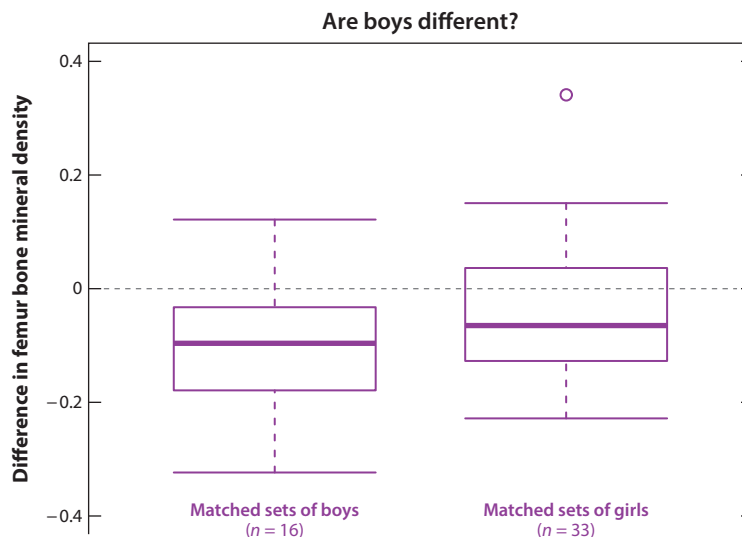 Are boys different?
Difference in femur bone mineral density
0.4
0.2
0
−0.2
−0.4
Matched sets of boys
(n = 16)
Matched sets of girls
(n = 33)